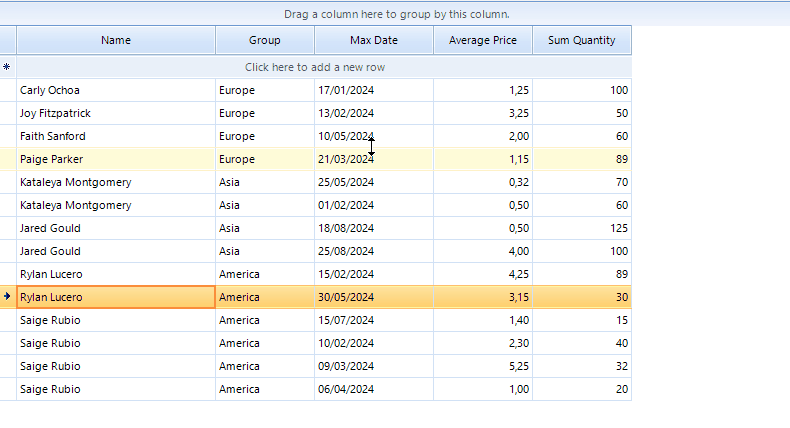 Drag a column here to group by this column.
Name Group Max Date Average Price Sum Quantity
Click here to add a new row
Carly Ochoa Europe 17/01/2024 1,25 100
Joy Fitzpatrick Europe 13/02/2024 3,25 50
Faith Sanford Europe 10/05/2024 2,00 60
Paige Parker Europe 21/03/2024 1,15 89
Kataleya Montgomery Asia 25/05/2024 0,32 70
Kataleya Montgomery Asia 01/02/2024 0,50 60
Jared Gould Asia 18/08/2024 0,50 125
Jared Gould Asia 25/08/2024 4,00 100
Rylan Lucero America 15/02/2024 4,25 89
Rylan Lucero America 30/05/2024 3,15 30
Saige Rubio America 15/07/2024 1,40 15
Saige Rubio America 10/02/2024 2,30 40
Saige Rubio America 09/03/2024 5,25 32
Saige Rubio America 06/04/2024 1,00 20